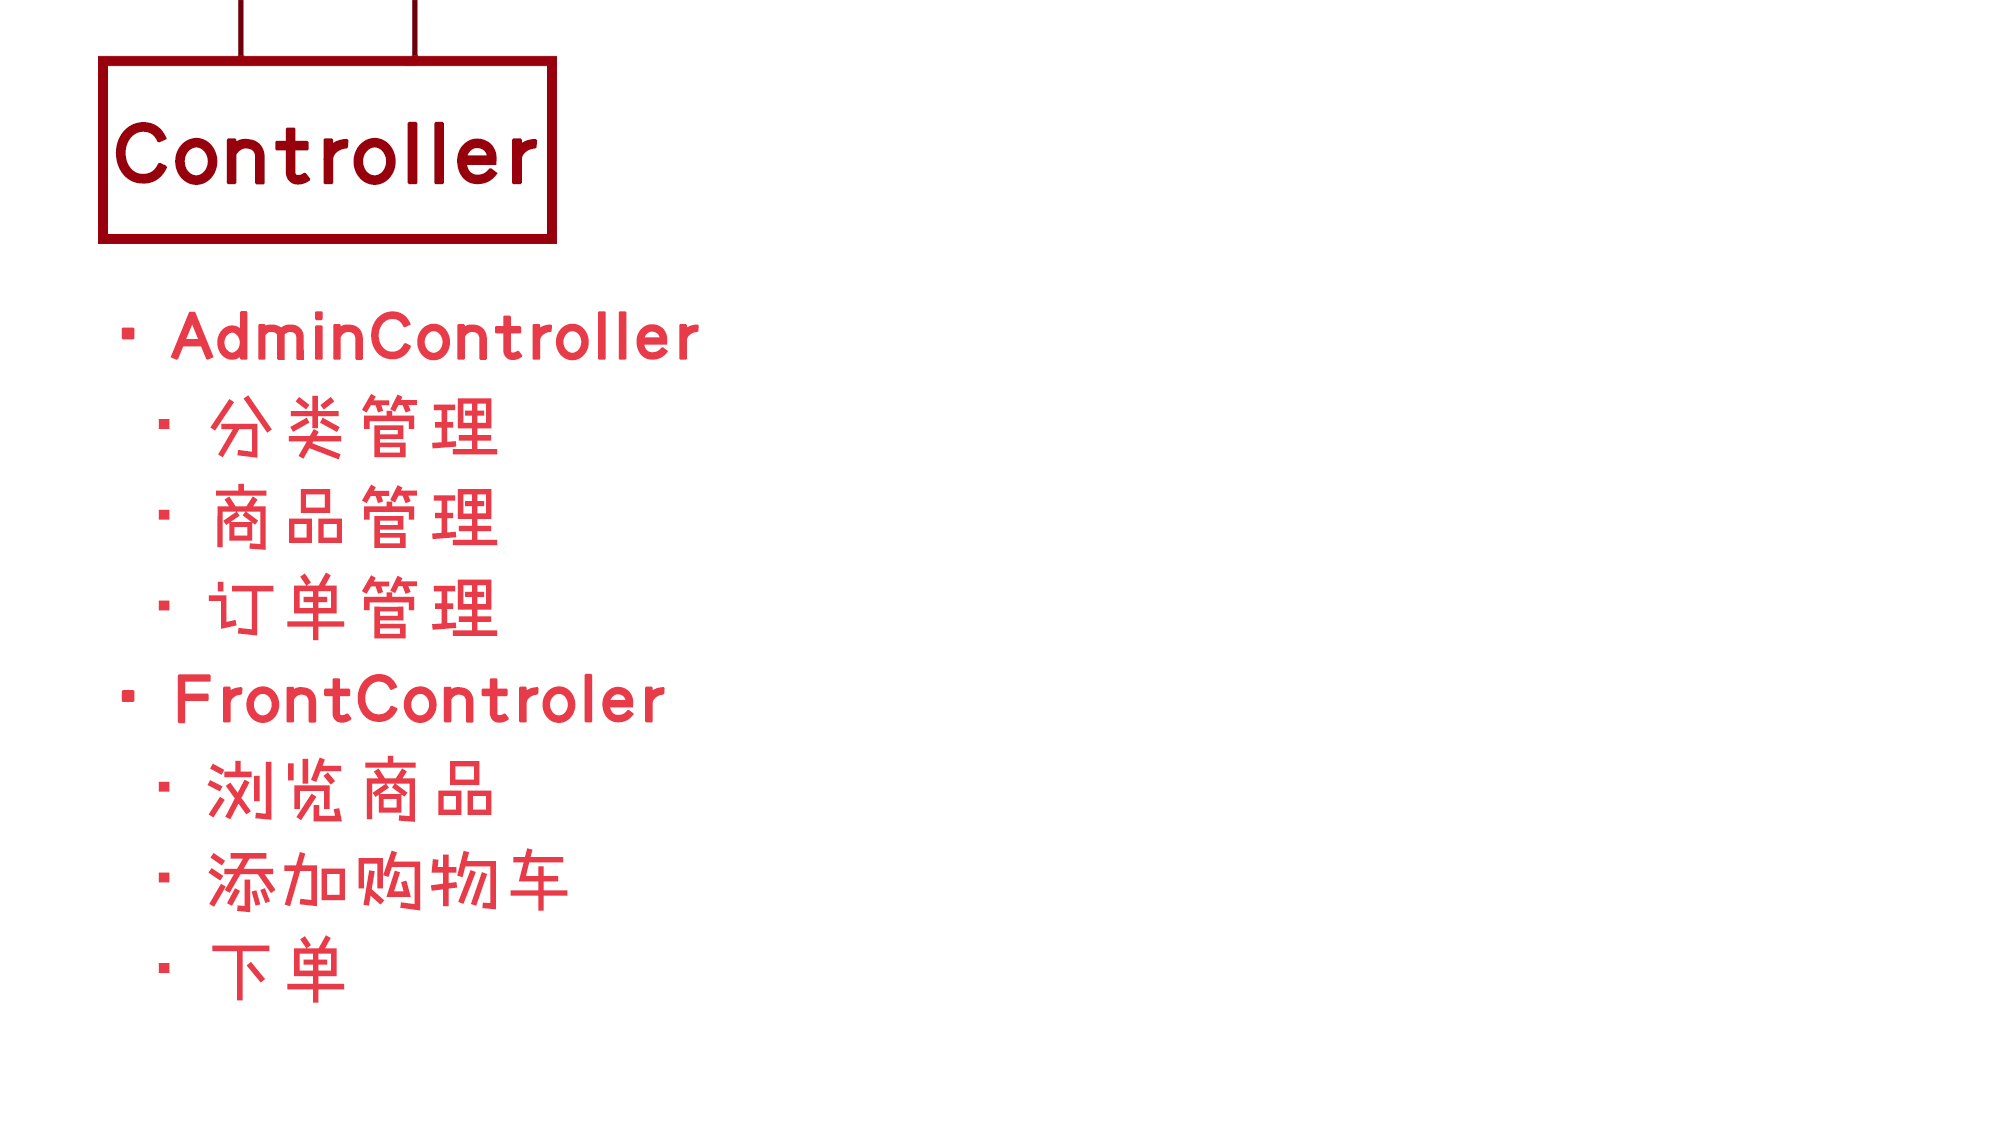 Controller
▪ AdminController
▪ 分类管理
▪ 商品管理
▪ 订单管理
▪ FrontControler
▪ 浏览商品
▪ 添加购物车
▪ 下单